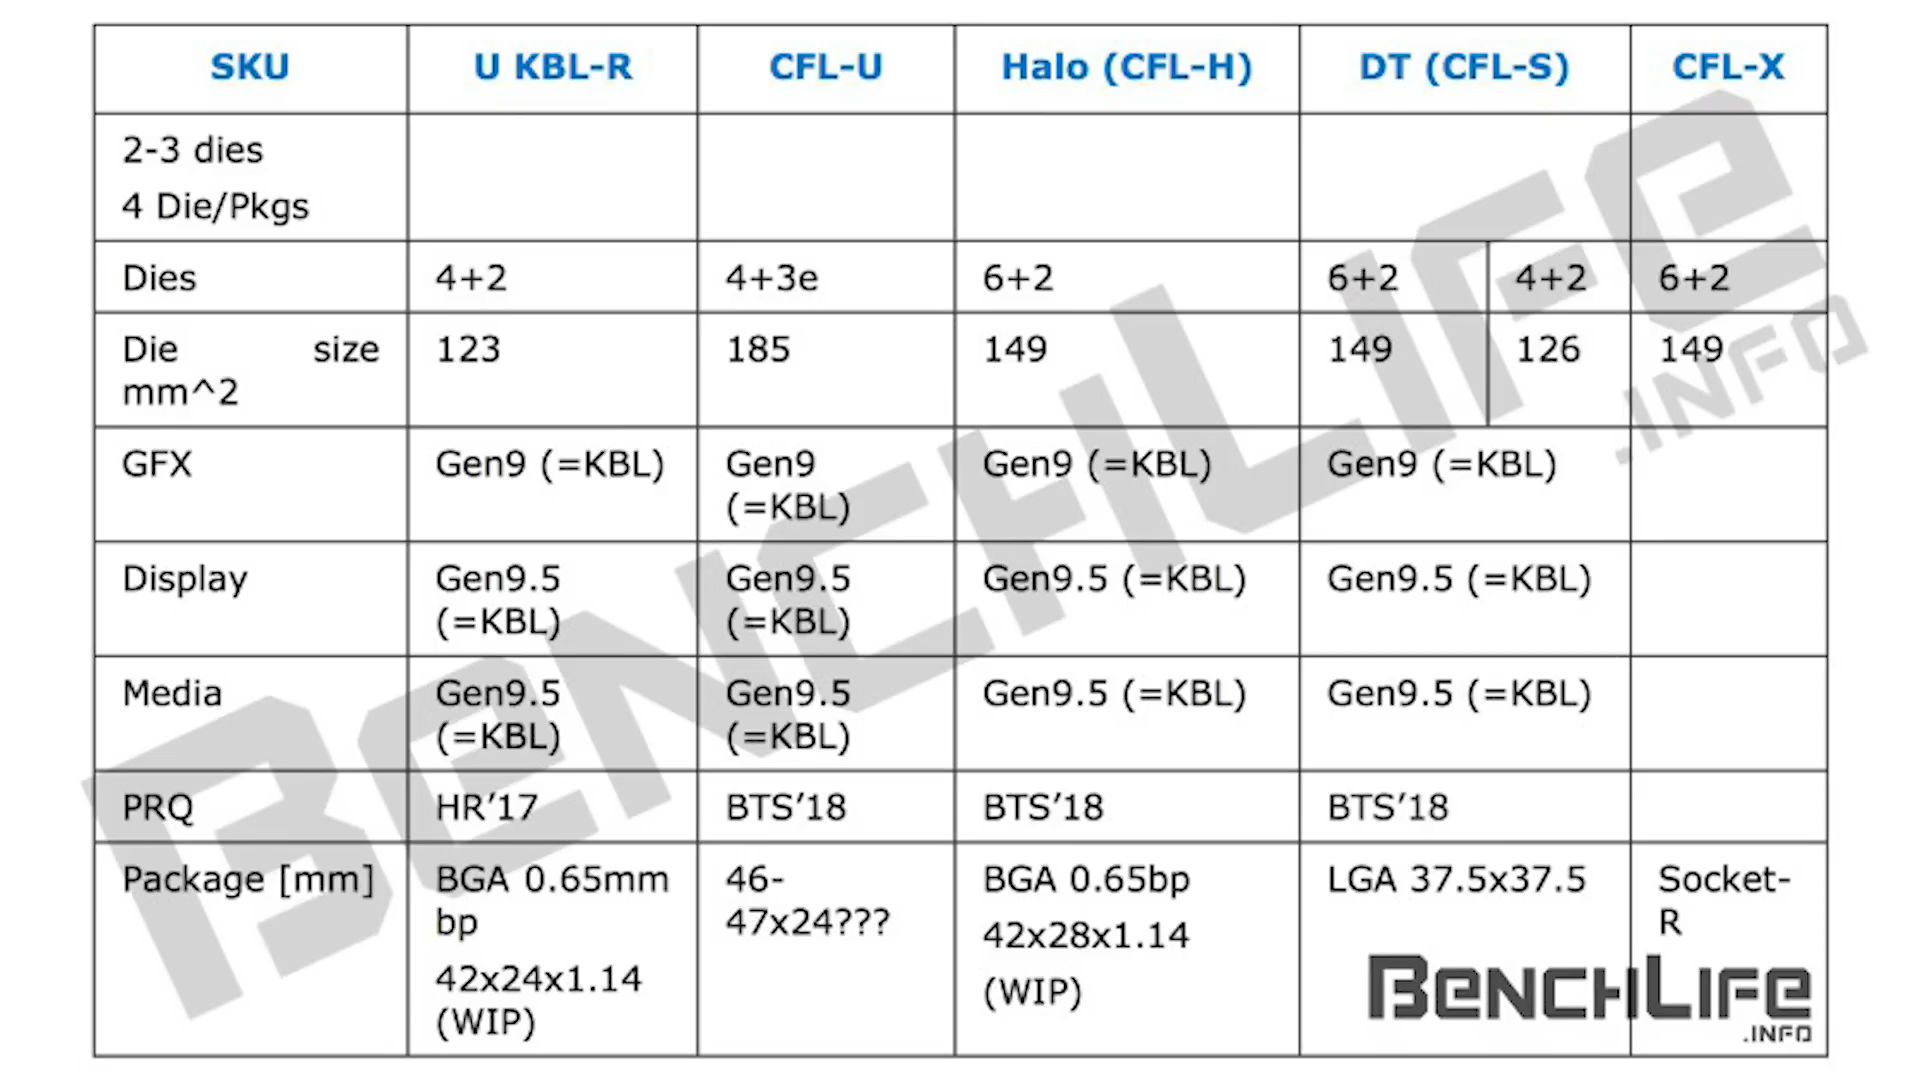 SKU U KBL-R CFL-U Halo (CFL-H) DT (CFL-S) CFL-X
2-3 dies
4 Die/Pkgs
Dies 4+2 4+3e 6+2 6+2 4+2 6+2
Die size 123 185 149 149 126 149
mm^2
GFX Gen9 (=KBL) Gen9 Gen9 (=KBL) Gen9 (=KBL)
(=KBL)
Display Gen9.5 Gen9.5 Gen9.5 (=KBL) Gen9.5 (=KBL)
(=KBL) (=KBL)
Media Gen9.5 Gen9.5 Gen9.5 (=KBL) Gen9.5 (=KBL)
(=KBL) (=KBL)
PRQ HR’17 BTS’18 BTS’18 BTS’18
Package [mm] BGA 0.65mm 46- BGA 0.65bp LGA 37.5x37.5 Socket-
bp 47x24??? 42x28x1.14 R
42x24x1.14 (WIP)
(WIP)
BENCHLIFE
.INFO
BENCHLIFE
.INFO